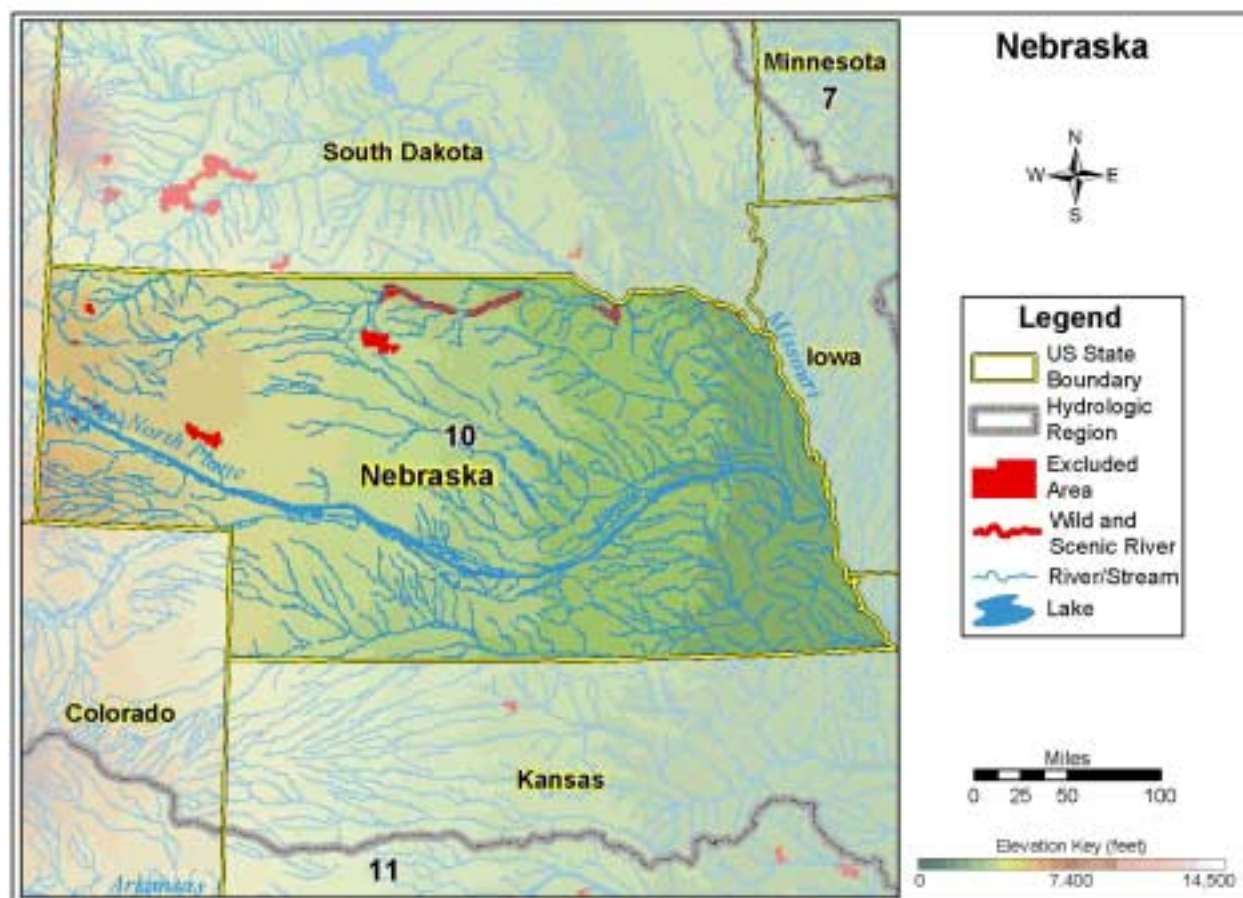 Nebraska
Minnesota
7
South Dakota
N
W E
S
Missouri
Iowa
North Platte
10
Nebraska
Colorado
Kansas
11
Arkansas
Legend
US State
Boundary
Hydrologic
Region
Excluded
Area
Wild and
Scenic River
River/Stream
Lake
Miles
0 25 50 100
Elevation Key (feet)
0 7,400 14,500